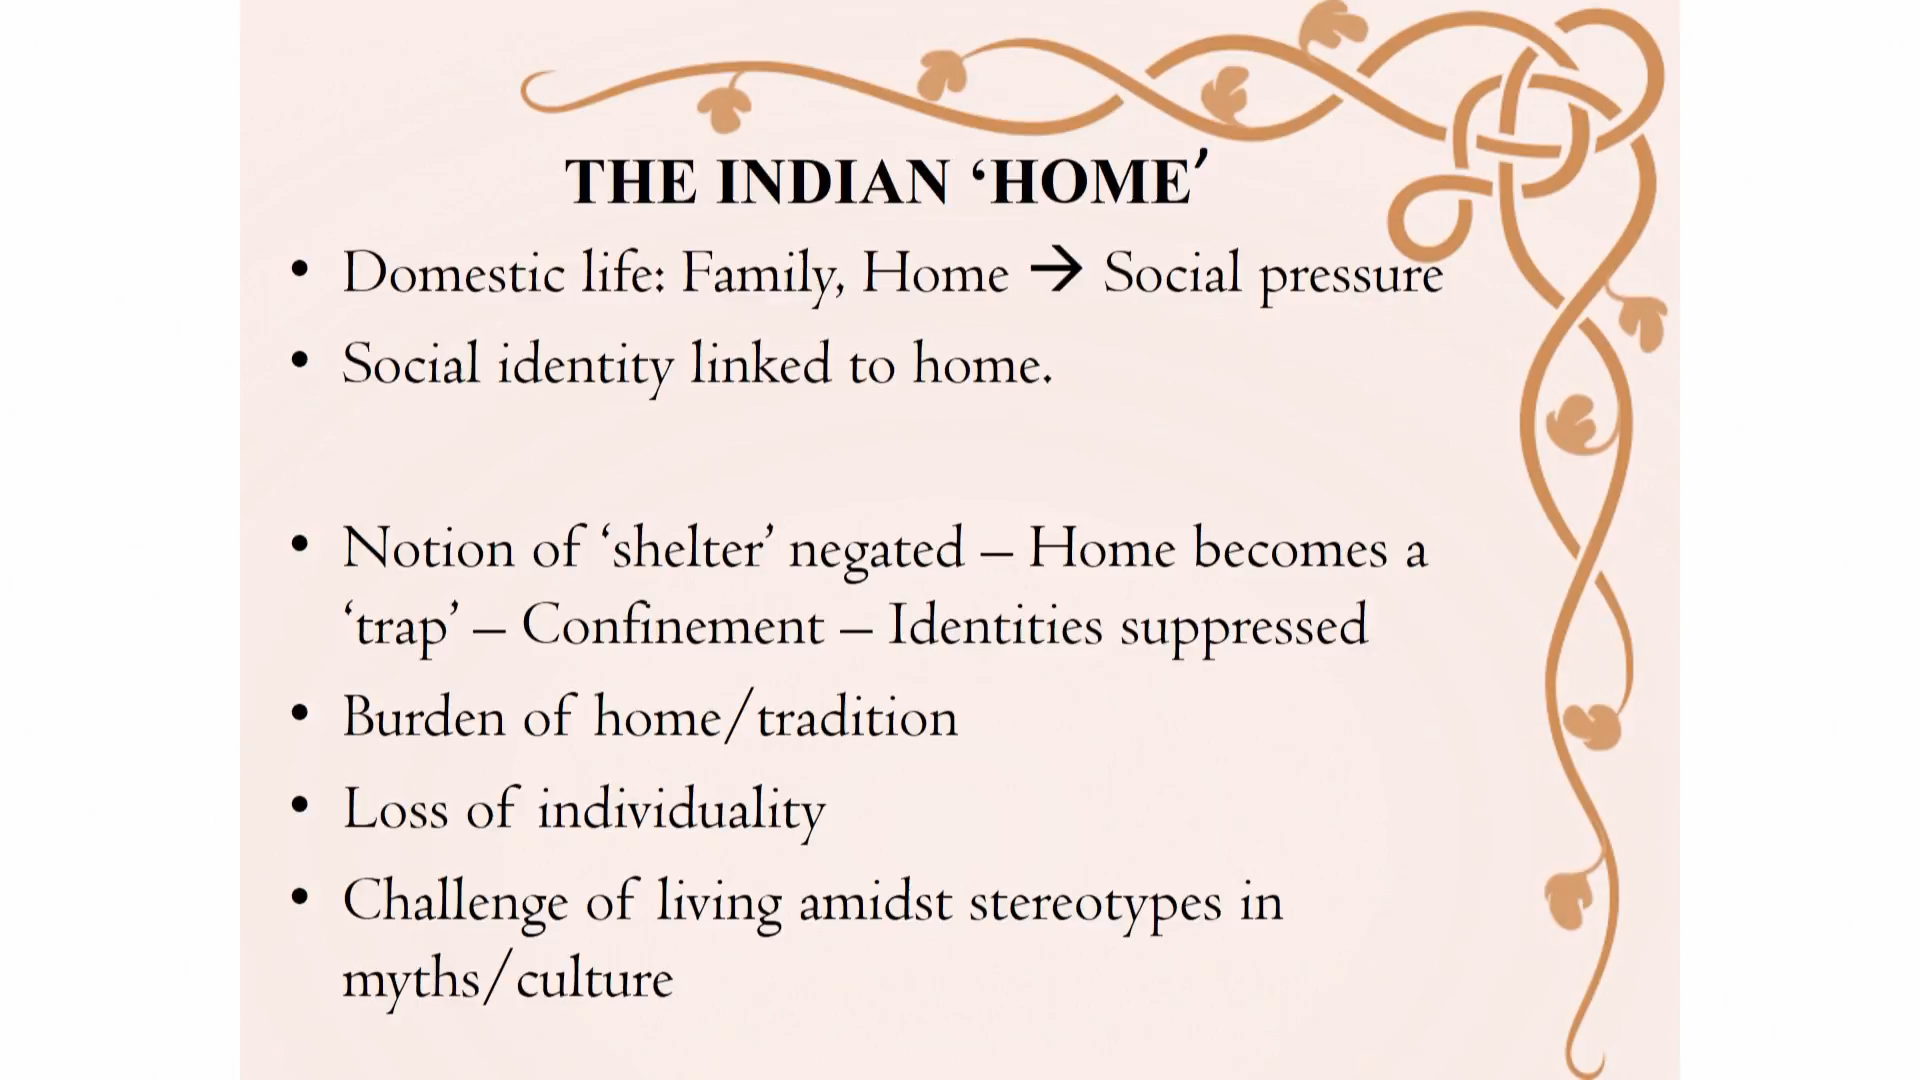 THE INDIAN ‘HOME’
• Domestic life: Family, Home → Social pressure
• Social identity linked to home.
• Notion of ‘shelter’ negated – Home becomes a
‘trap’ – Confinement – Identities suppressed
• Burden of home/tradition
• Loss of individuality
• Challenge of living amidst stereotypes in
myths/culture